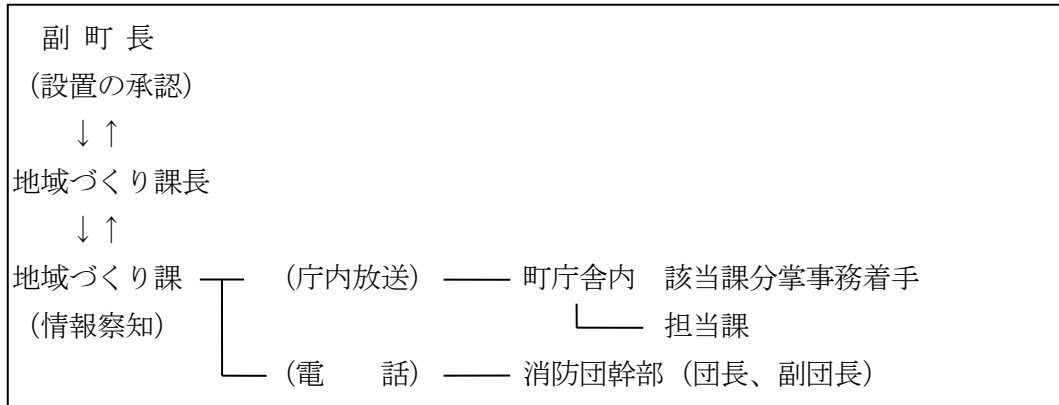 副 町 長
（設置の承認）
↓ ↑
地域づくり課長
↓ ↑
地域づくり課 （庁内放送） 町庁舎内 該当課分掌事務着手
（情報察知） 担当課
（電 話） 消防団幹部（団長、副団長）